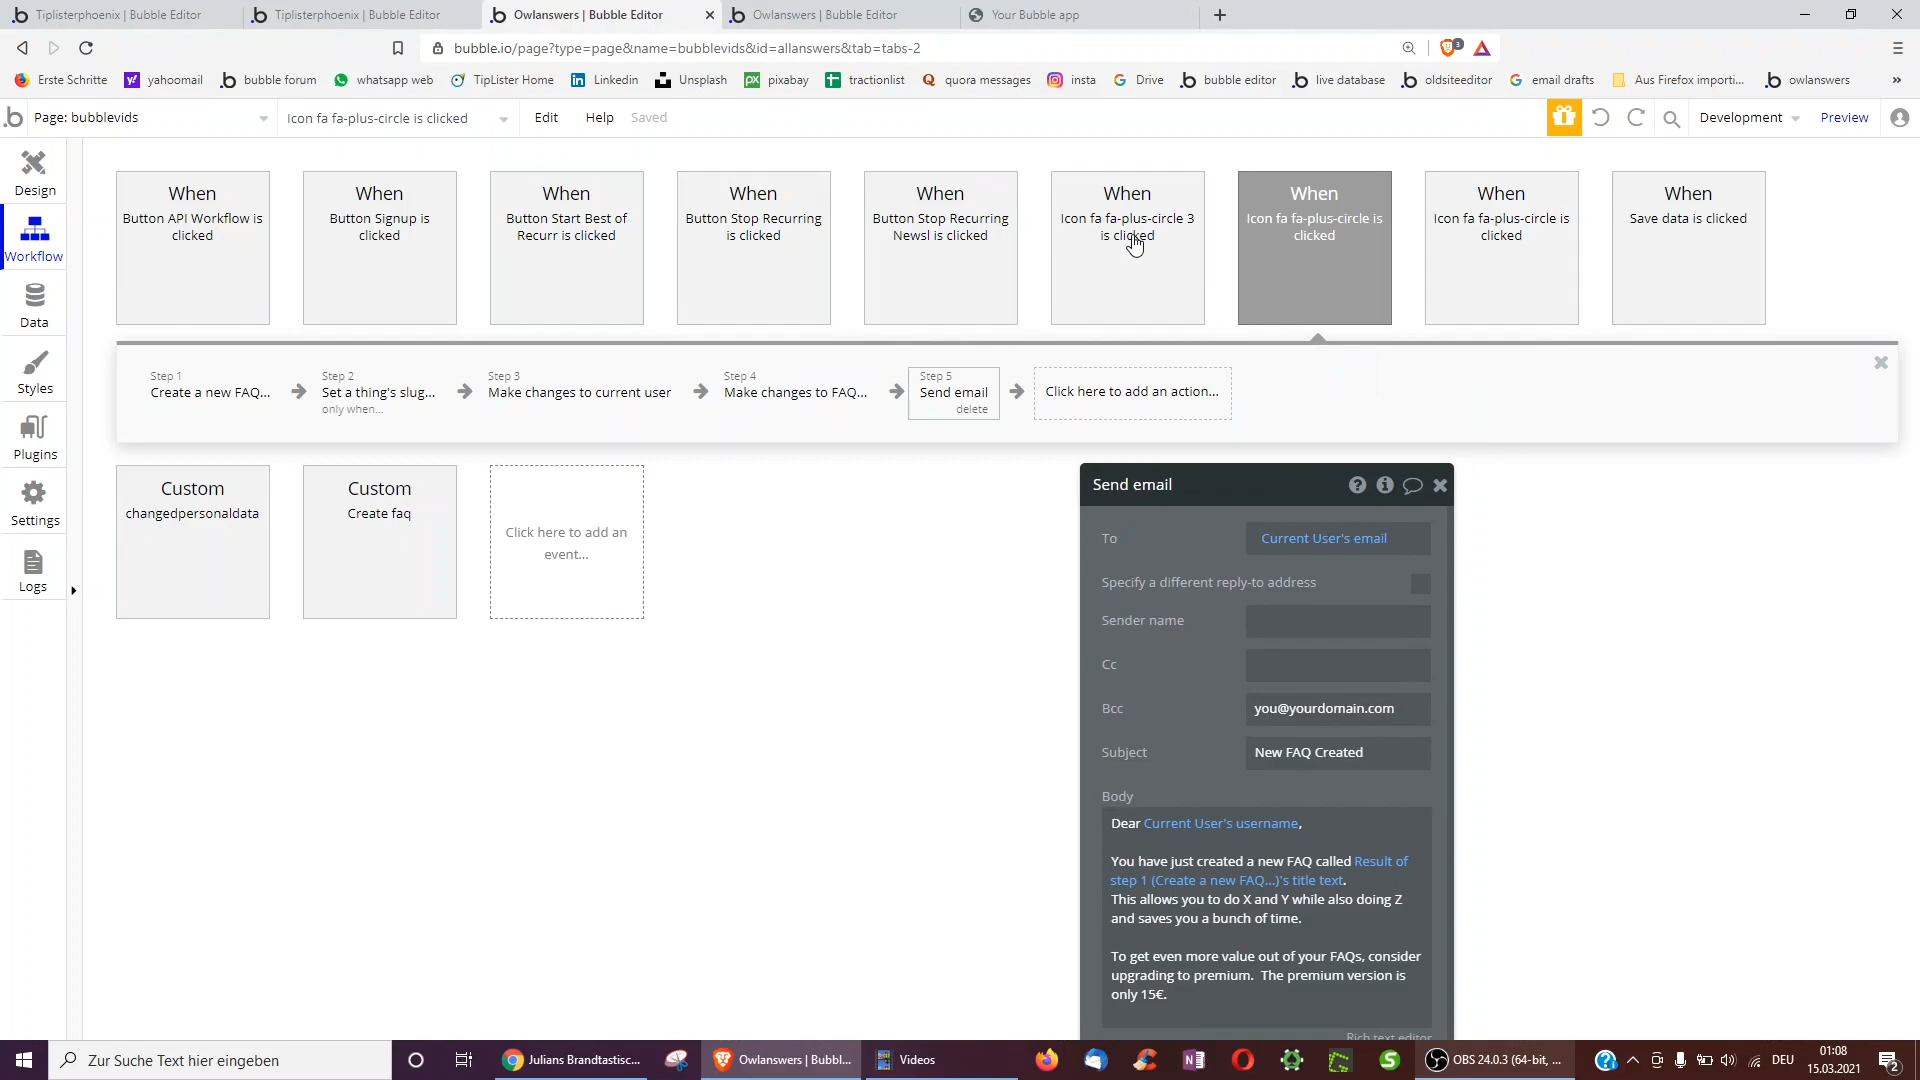 Tiplisterphoenix | Bubble Editor
Tiplisterphoenix | Bubble Editor
Owlanswers | Bubble Editor
Owlanswers | Bubble Editor
Your Bubble app
bubble.io/page?type=page&name=bubblevids&id=allanswers&tab=tabs-2
3
Erste Schritte
yahoomail
bubble forum
whatsapp web
TipLister Home
Linkedin
Unsplash
pixabay
tractionlist
quora messages
insta
Drive
bubble editor
live database
oldsiteeditor
email drafts
Aus Firefox importi...
owlanswers
»
Page: bubblevids
Icon fa fa-plus-circle is clicked
Edit
Help
Saved
Development
Preview
Design
Workflow
Data
Styles
Plugins
Settings
Logs
When
Button API Workflow is
clicked
When
Button Signup is
clicked
When
Button Start Best of
Recurr is clicked
When
Button Stop Recurring
is clicked
When
Button Stop Recurring
Newsl is clicked
When
Icon fa fa-plus-circle 3
is clicked
When
Icon fa fa-plus-circle is
clicked
When
Icon fa fa-plus-circle is
clicked
When
Save data is clicked
Step 1
Create a new FAQ...
Step 2
Set a thing's slug...
only when...
Step 3
Make changes to current user
Step 4
Make changes to FAQ...
Step 5
Send email
delete
Click here to add an action...
Custom
changedpersonaldata
Custom
Create faq
Click here to add an
event...
Send email
To
Current User's email
Specify a different reply-to address
Sender name
Cc
Bcc
you@yourdomain.com
Subject
New FAQ Created
Body
Dear Current User's username,
You have just created a new FAQ called Result of
step 1 (Create a new FAQ...)'s title text.
This allows you to do X and Y while also doing Z
and saves you a bunch of time.
To get even more value out of your FAQs, consider
upgrading to premium. The premium version is
only 15€.
Rich text editor
Zur Suche Text hier eingeben
Julians Brandtastisc...
Owlanswers | Bubbl...
Videos
OBS 24.0.3 (64-bit, ...
DEU
01:08
15.03.2021
2